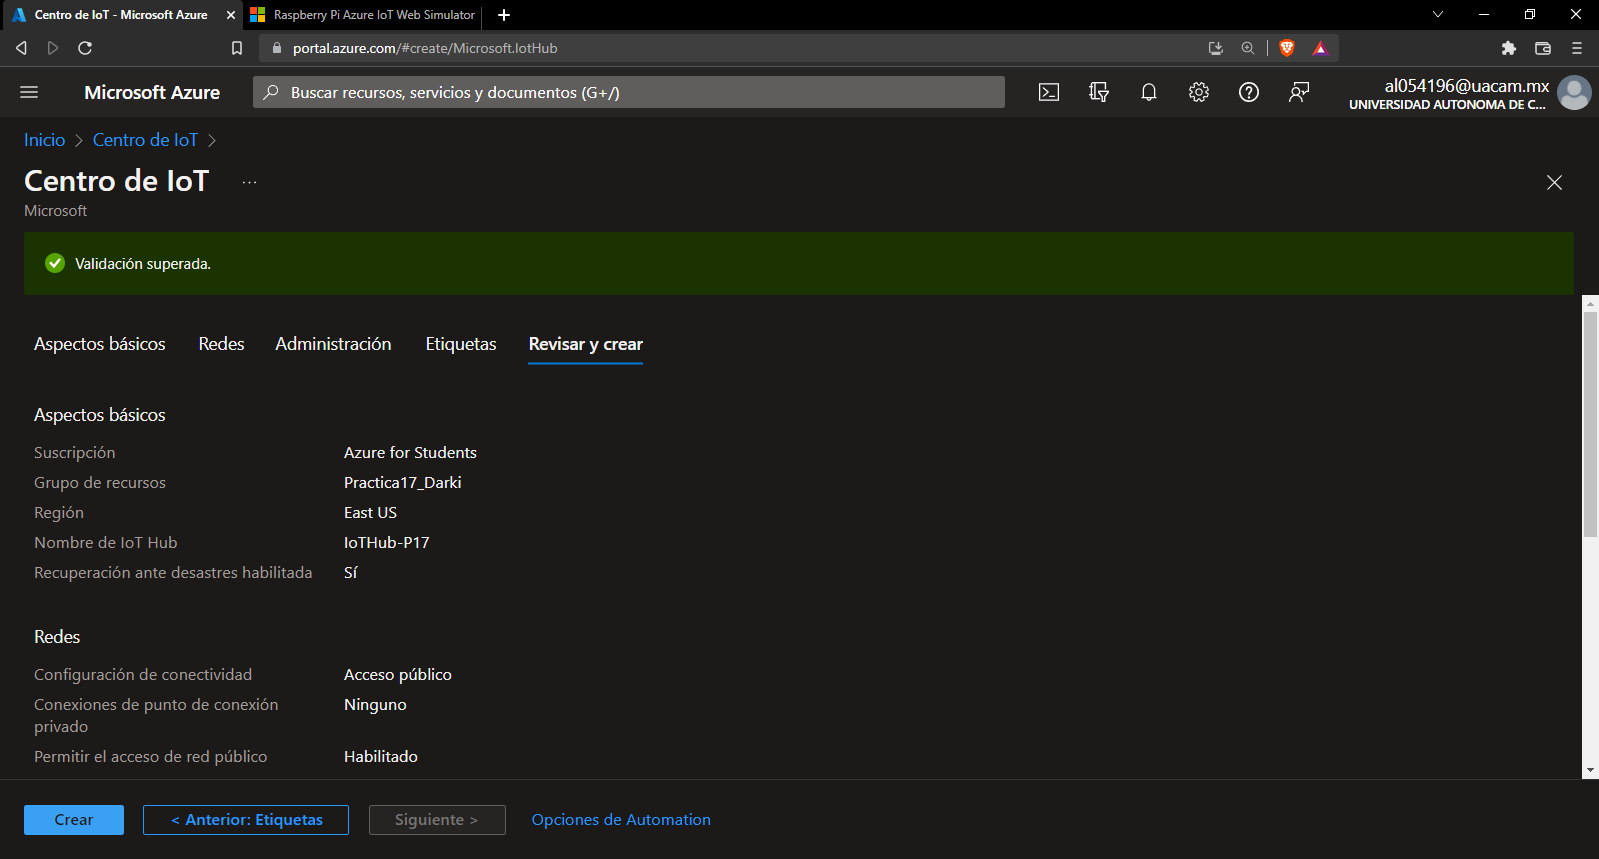 Centro de IoT - Microsoft Azure
Raspberry Pi Azure IoT Web Simulator
portal.azure.com/#create/Microsoft.IotHub
Microsoft Azure
Buscar recursos, servicios y documentos (G+/)
al054196@uacam.mx
UNIVERSIDAD AUTONOMA DE C...
Inicio > Centro de IoT >
Centro de IoT ...
Microsoft
Validación superada.
Aspectos básicos Redes Administración Etiquetas Revisar y crear
Aspectos básicos
Suscripción Azure for Students
Grupo de recursos Practica17_Darki
Región East US
Nombre de IoT Hub IoTHub-P17
Recuperación ante desastres habilitada Sí
Redes
Configuración de conectividad Acceso público
Conexiones de punto de conexión privado Ninguno
Permitir el acceso de red público Habilitado
Crear < Anterior: Etiquetas Siguiente > Opciones de Automation